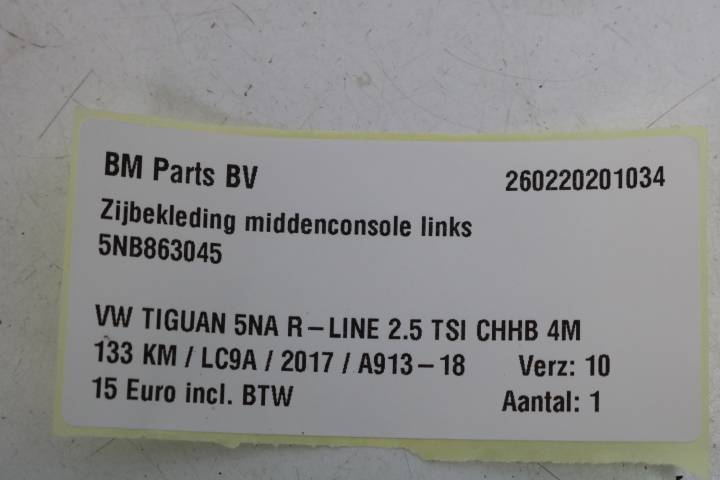 BM Parts BV 260220201034
Zijbekleding middenconsole links
5NB863045
VW TIGUAN 5NA R-LINE 2.5 TSI CHHB 4M
133 KM / LC9A / 2017 / A913-18 Verz: 10
15 Euro incl. BTW Aantal: 1